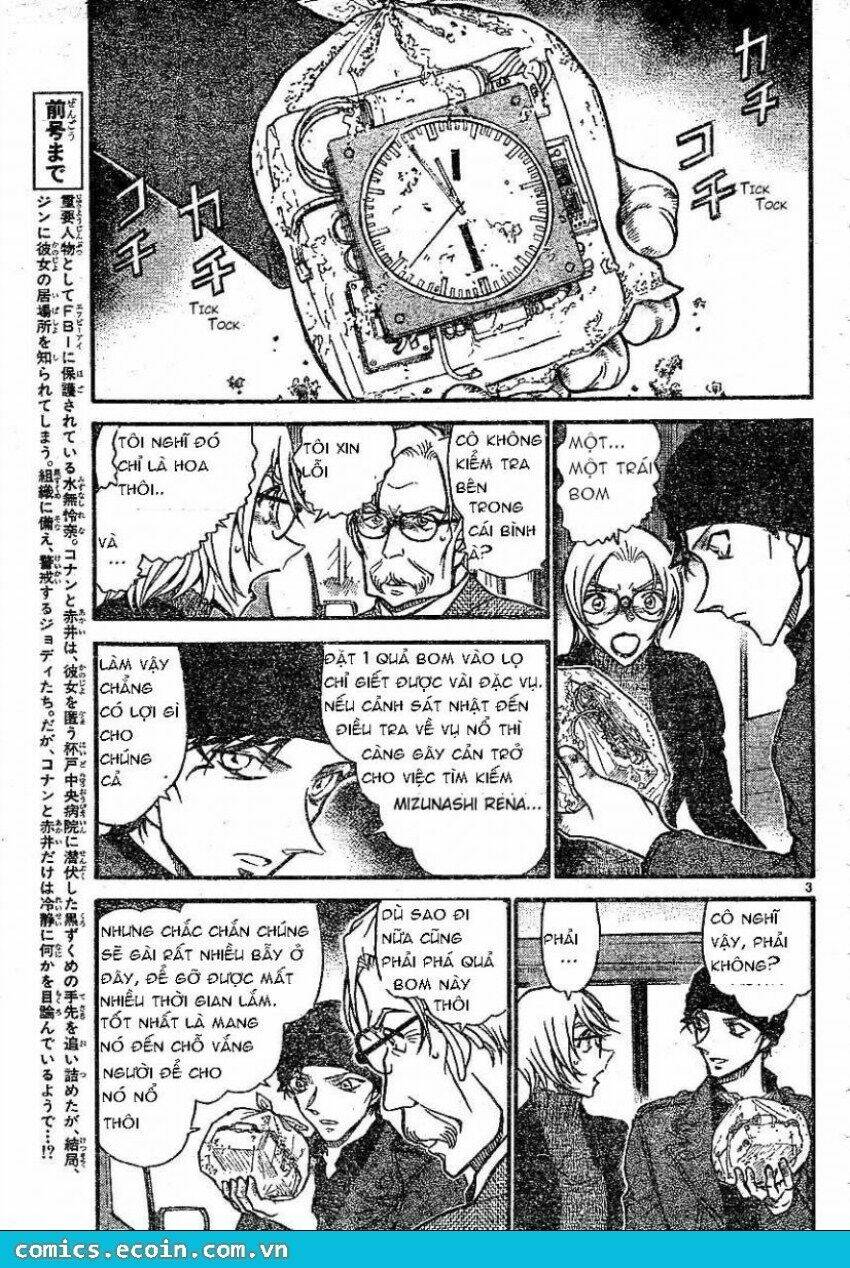 カチ
コチ
TICK
TOCK
カチ
コチ
TICK
TOCK
前号まで
重要人物としてFBIに保護されている水無怜奈。コナンと赤井は、彼女を匿う杯戸中央病院に潜伏した黒ずくめの手先を追い詰めたが、結局、
ジンに彼女の居場所を知られてしまう。組織に備え、警戒するジョディたち。だが、コナンと赤井だけは冷静に何かを目論んでいるようで…!?
MỘT...
MỘT TRÁI
BOM
CÔ KHÔNG
KIỂM TRA
BÊN
TRONG
CÁI BÌNH
À?
TÔI XIN
LỖI
TÔI NGHĨ ĐÓ
CHỈ LÀ HOA
THÔI..
VÀ
...
ĐẶT 1 QUẢ BOM VÀO LỌ
CHỈ GIẾT ĐƯỢC VÀI ĐẶC VỤ.
NẾU CẢNH SÁT NHẬT ĐẾN
ĐIỀU TRA VỀ VỤ NỔ THÌ
CÀNG GÂY CẢN TRỞ
CHO VIỆC TÌM KIẾM
MIZUNASHI RENA...
LÀM VẬY
CHẲNG
CÓ LỢI GÌ
CHO
CHÚNG
CẢ
3
CÔ NGHĨ
VẬY, PHẢI
KHÔNG?
PHẢI
...
DÙ SAO ĐI
NỮA CŨNG
PHẢI PHÁ QUẢ
BOM NÀY
THÔI
NHƯNG CHẮC CHẮN CHÚNG
SẼ GÀI RẤT NHIỀU BẪY Ở
ĐÂY, ĐỂ GỠ ĐƯỢC MẤT
NHIỀU THỜI GIAN LẮM.
TỐT NHẤT LÀ MANG
NÓ ĐẾN CHỖ VẮNG
NGƯỜI ĐỂ CHO
NÓ NỔ
THÔI
comics.ecoin.com.vn